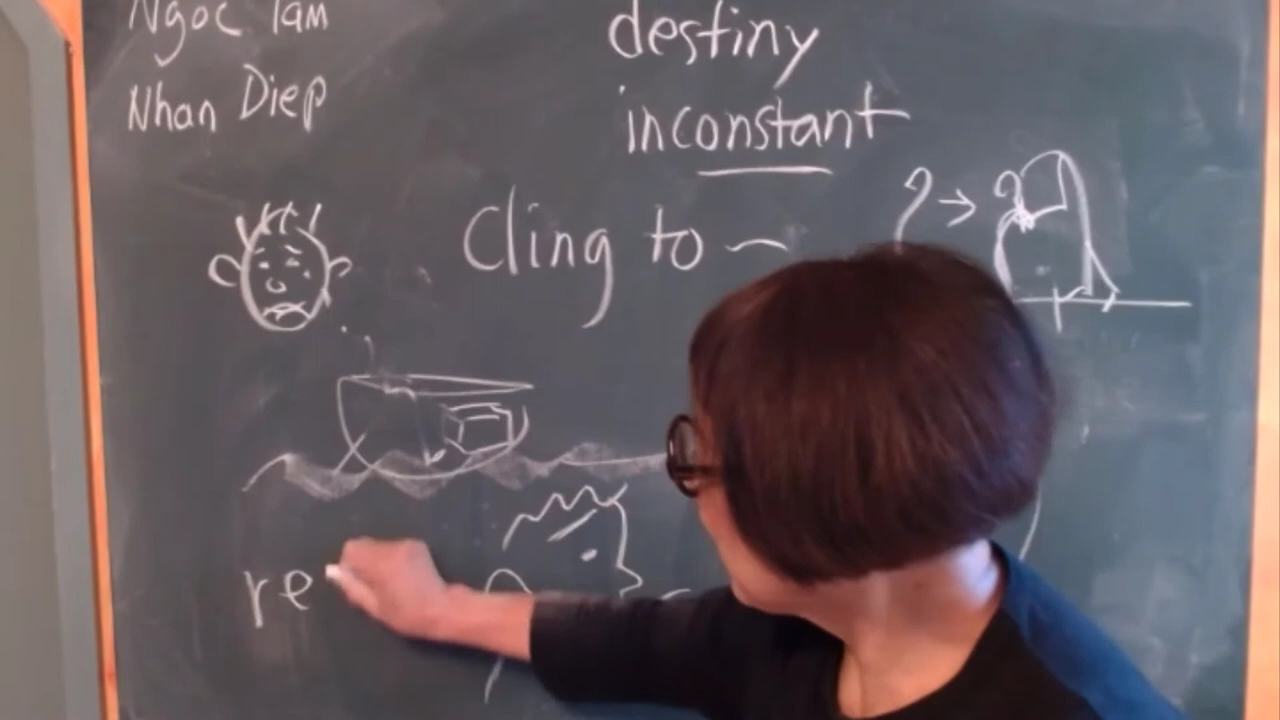 Ngoc Tam
Nhan Diep
destiny
inconstant
Cling to ~
? → ?
re